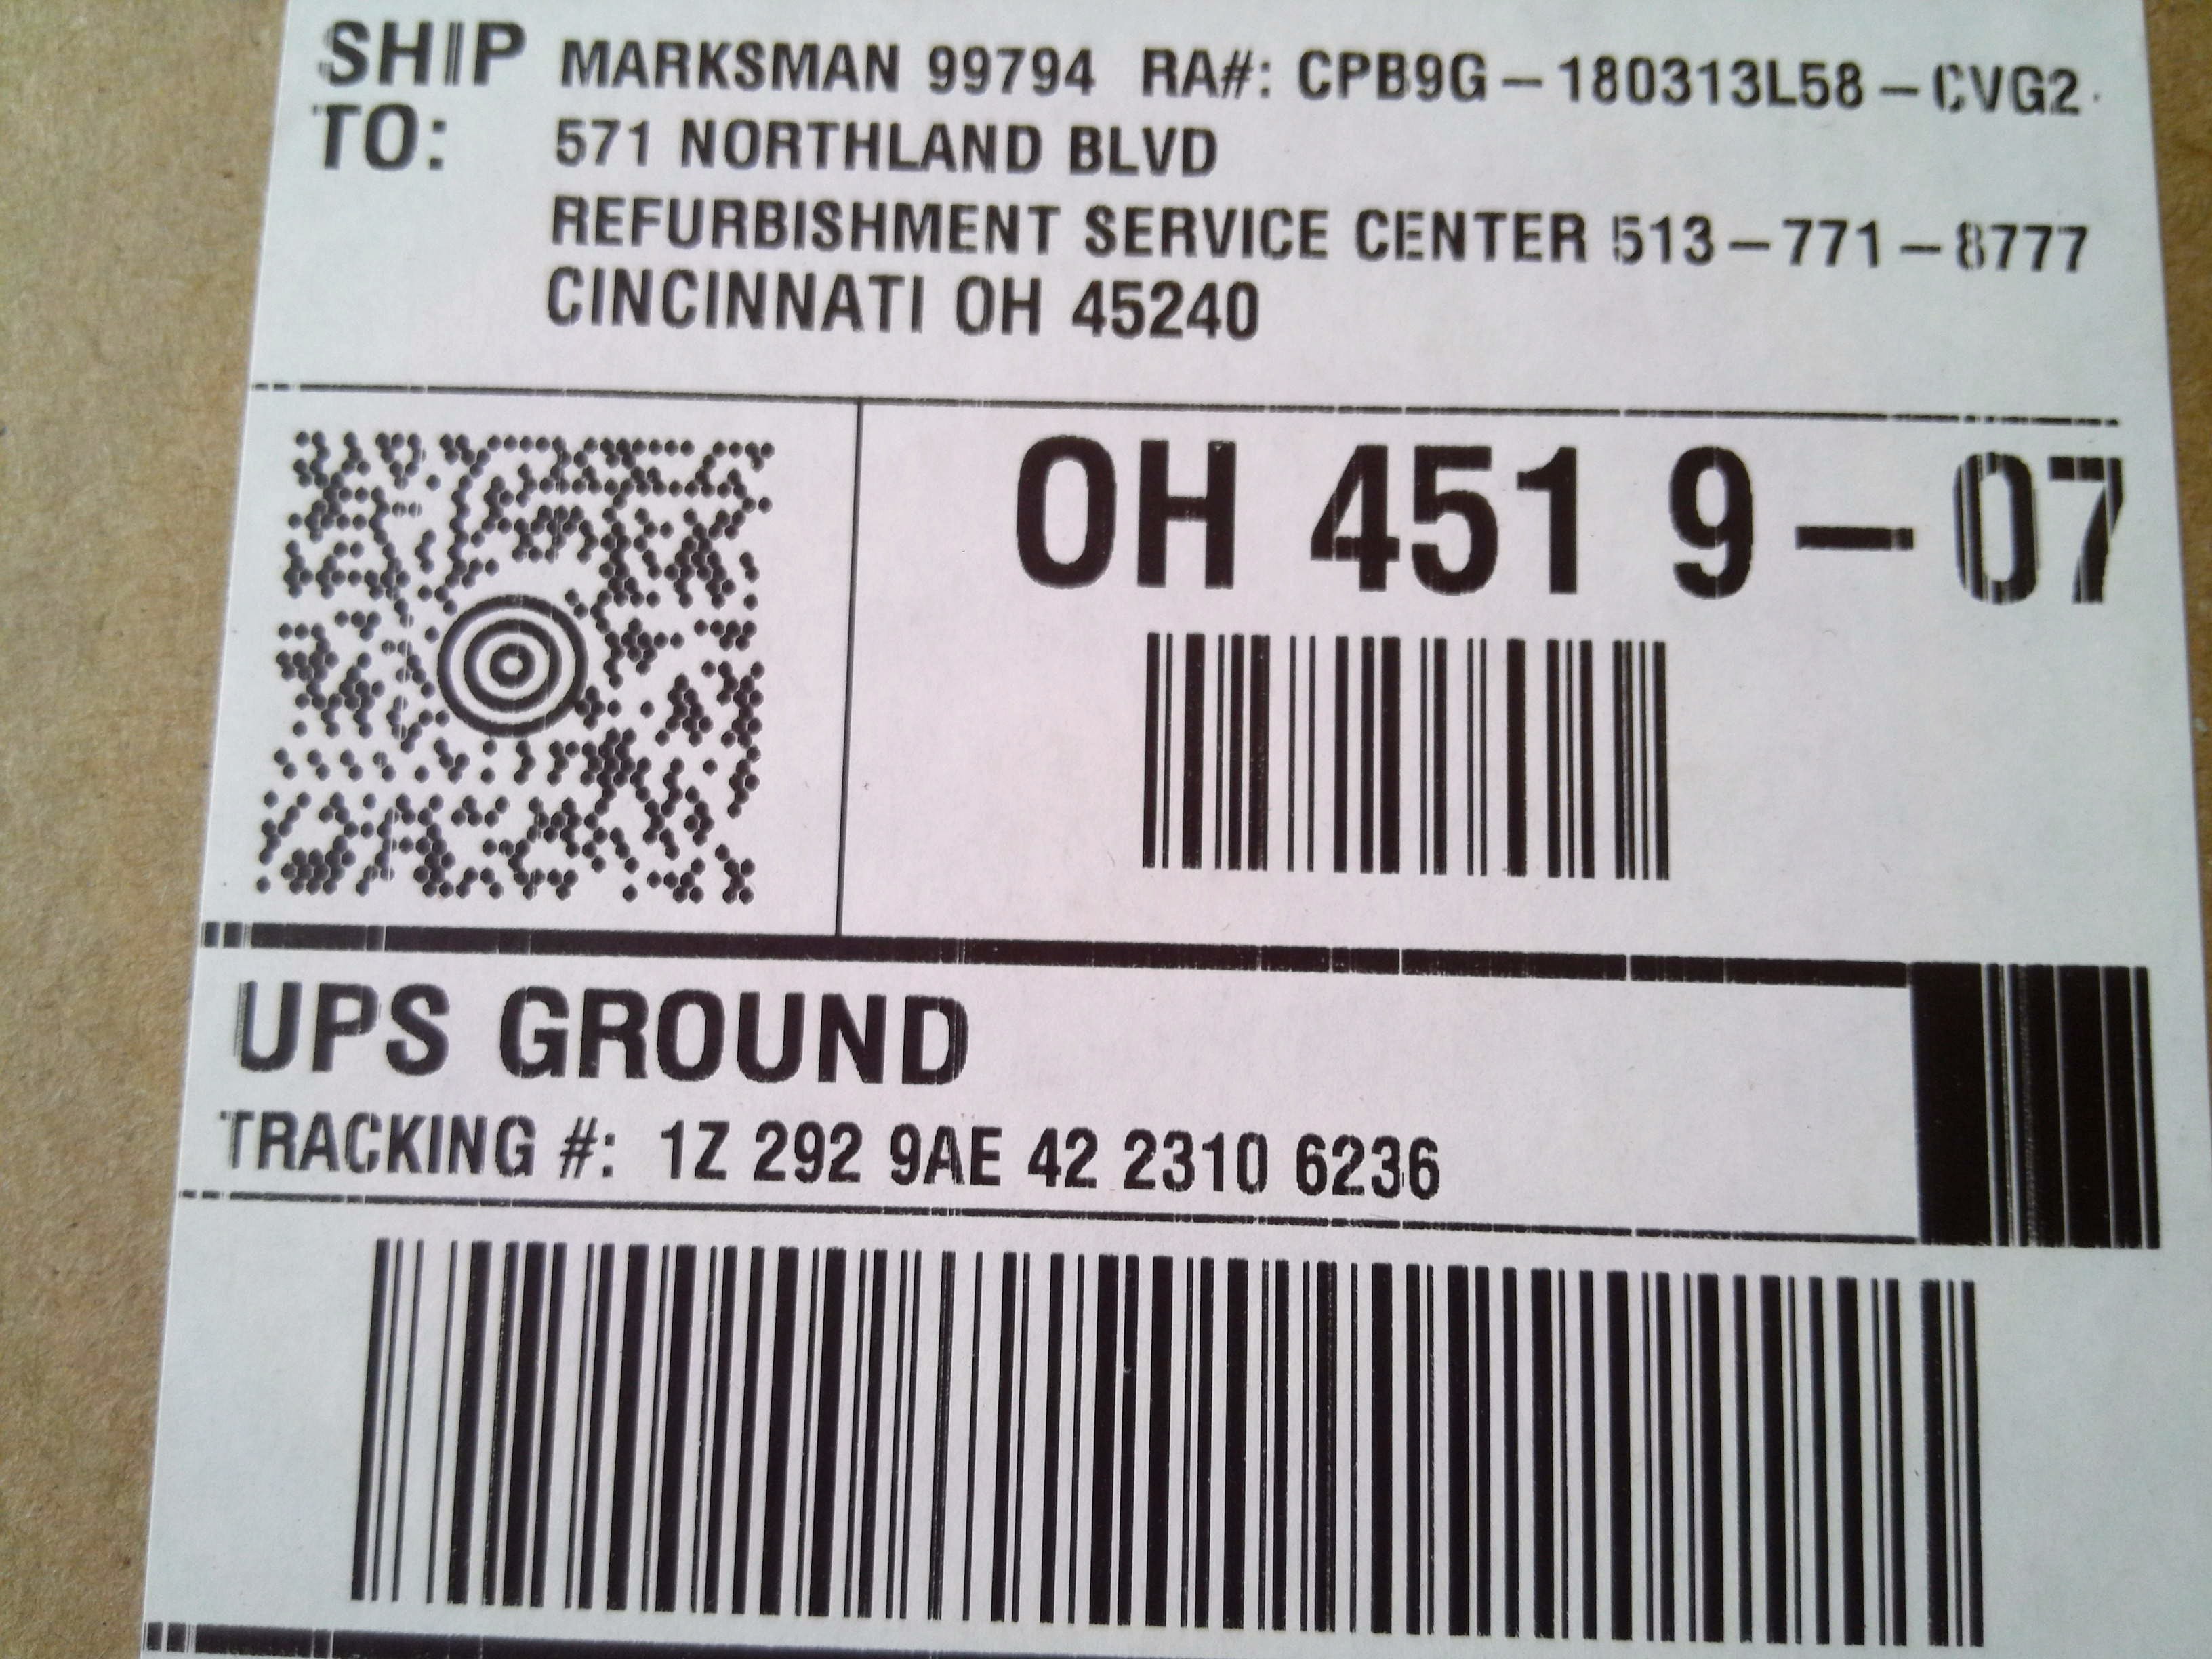 SHIP TO: MARKSMAN 99794 RA#: CPB9G-180313L58-CVG2
571 NORTHLAND BLVD
REFURBISHMENT SERVICE CENTER 513-771-8777
CINCINNATI OH 45240
OH 451 9-07
UPS GROUND
TRACKING #: 1Z 292 9AE 42 2310 6236